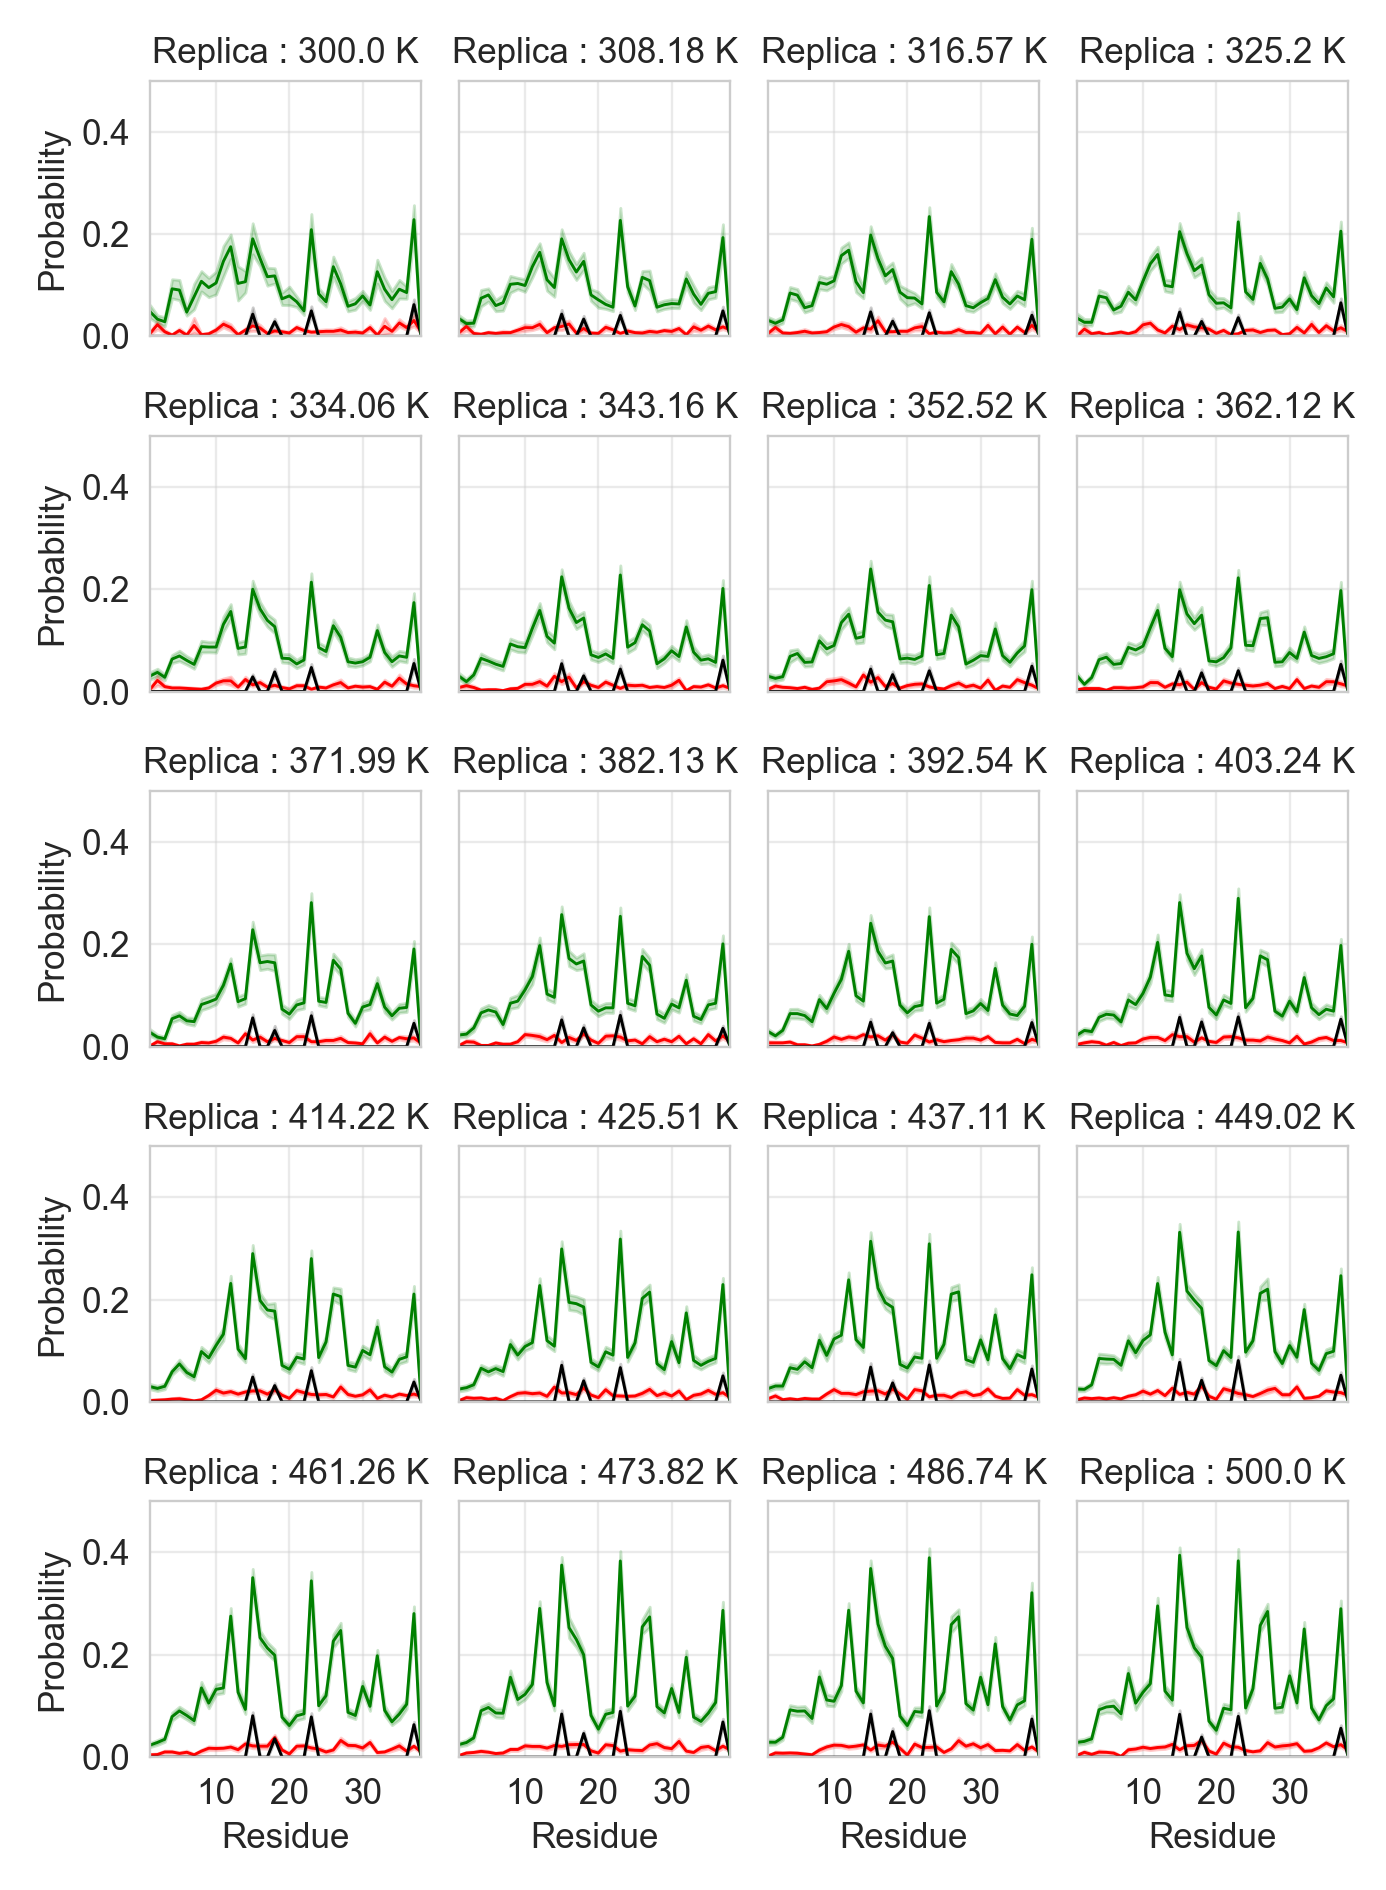 Replica : 300.0 K Replica : 308.18 K Replica : 316.57 K Replica : 325.2 K
Probability
0.4
0.2
0.0
Replica : 334.06 K Replica : 343.16 K Replica : 352.52 K Replica : 362.12 K
Probability
0.4
0.2
0.0
Replica : 371.99 K Replica : 382.13 K Replica : 392.54 K Replica : 403.24 K
Probability
0.4
0.2
0.0
Replica : 414.22 K Replica : 425.51 K Replica : 437.11 K Replica : 449.02 K
Probability
0.4
0.2
0.0
Replica : 461.26 K Replica : 473.82 K Replica : 486.74 K Replica : 500.0 K
Probability
0.4
0.2
0.0
10 20 30 10 20 30 10 20 30 10 20 30
Residue Residue Residue Residue